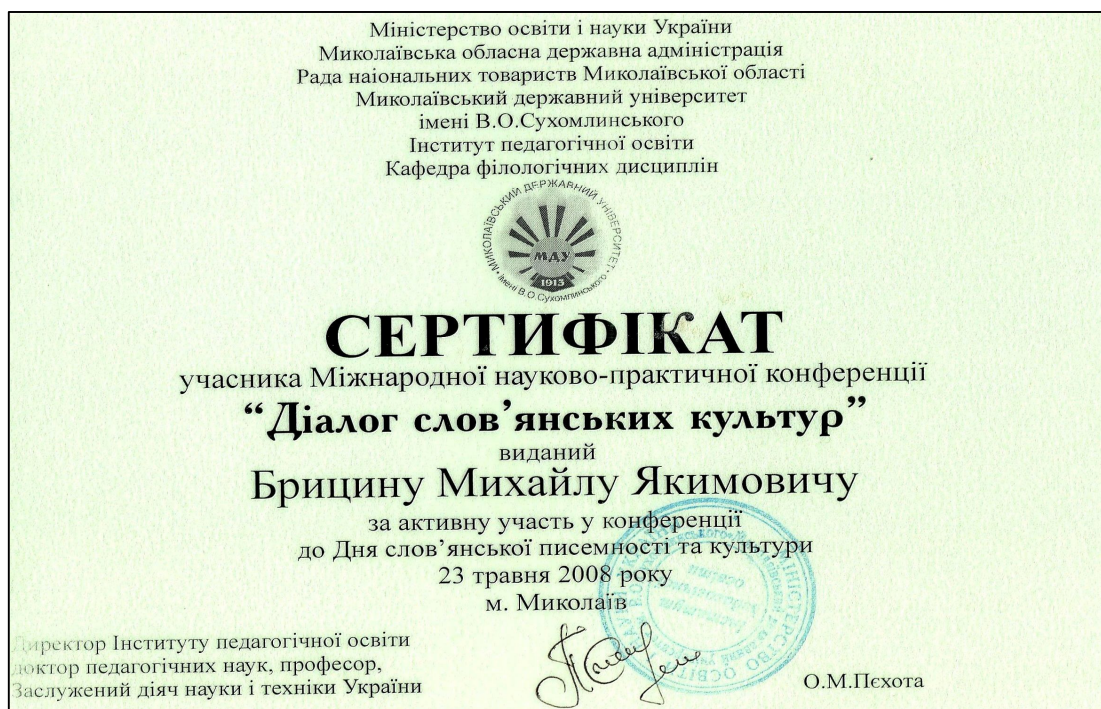 Міністерство освіти і науки України
Миколаївська обласна державна адміністрація
Рада наіональних товариств Миколаївської області
Миколаївський державний університет
імені В.О.Сухомлинського
Інститут педагогічної освіти
Кафедра філологічних дисциплін
МИКОЛАЇВСЬКИЙ ДЕРЖАВНИЙ УНІВЕРСИТЕТ
імені В.О.Сухомлинського
МДУ
1913
СЕРТИФІКАТ
учасника Міжнародної науково-практичної конференції
“Діалог слов’янських культур”
виданий
Брицину Михайлу Якимовичу
за активну участь у конференції
до Дня слов’янської писемності та культури
23 травня 2008 року
м. Миколаїв
Директор Інституту педагогічної освіти
доктор педагогічних наук, професор,
Заслужений діяч науки і техніки України
О.М.Пєхота